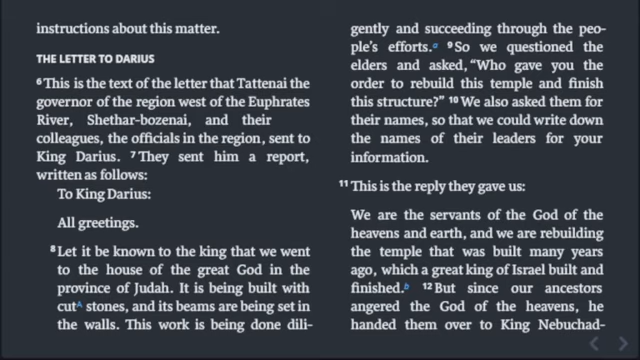 instructions about this matter.
THE LETTER TO DARIUS
6 This is the text of the letter that Tattenai the
governor of the region west of the Euphrates
River, Shethar-bozenai, and their
colleagues, the officials in the region, sent to
King Darius. 7 They sent him a report,
written as follows:
To King Darius:
All greetings.
8 Let it be known to the king that we went
to the house of the great God in the
province of Judah. It is being built with
cutA stones, and its beams are being set in
the walls. This work is being done dili-
gently and succeeding through the peo-
ple's efforts.a 9 So we questioned the
elders and asked, “Who gave you the
order to rebuild this temple and finish
this structure?” 10 We also asked them for
their names, so that we could write down
the names of their leaders for your
information.
11 This is the reply they gave us:
We are the servants of the God of the
heavens and earth, and we are rebuilding
the temple that was built many years
ago, which a great king of Israel built and
finished.b 12 But since our ancestors
angered the God of the heavens, he
handed them over to King Nebuchad-